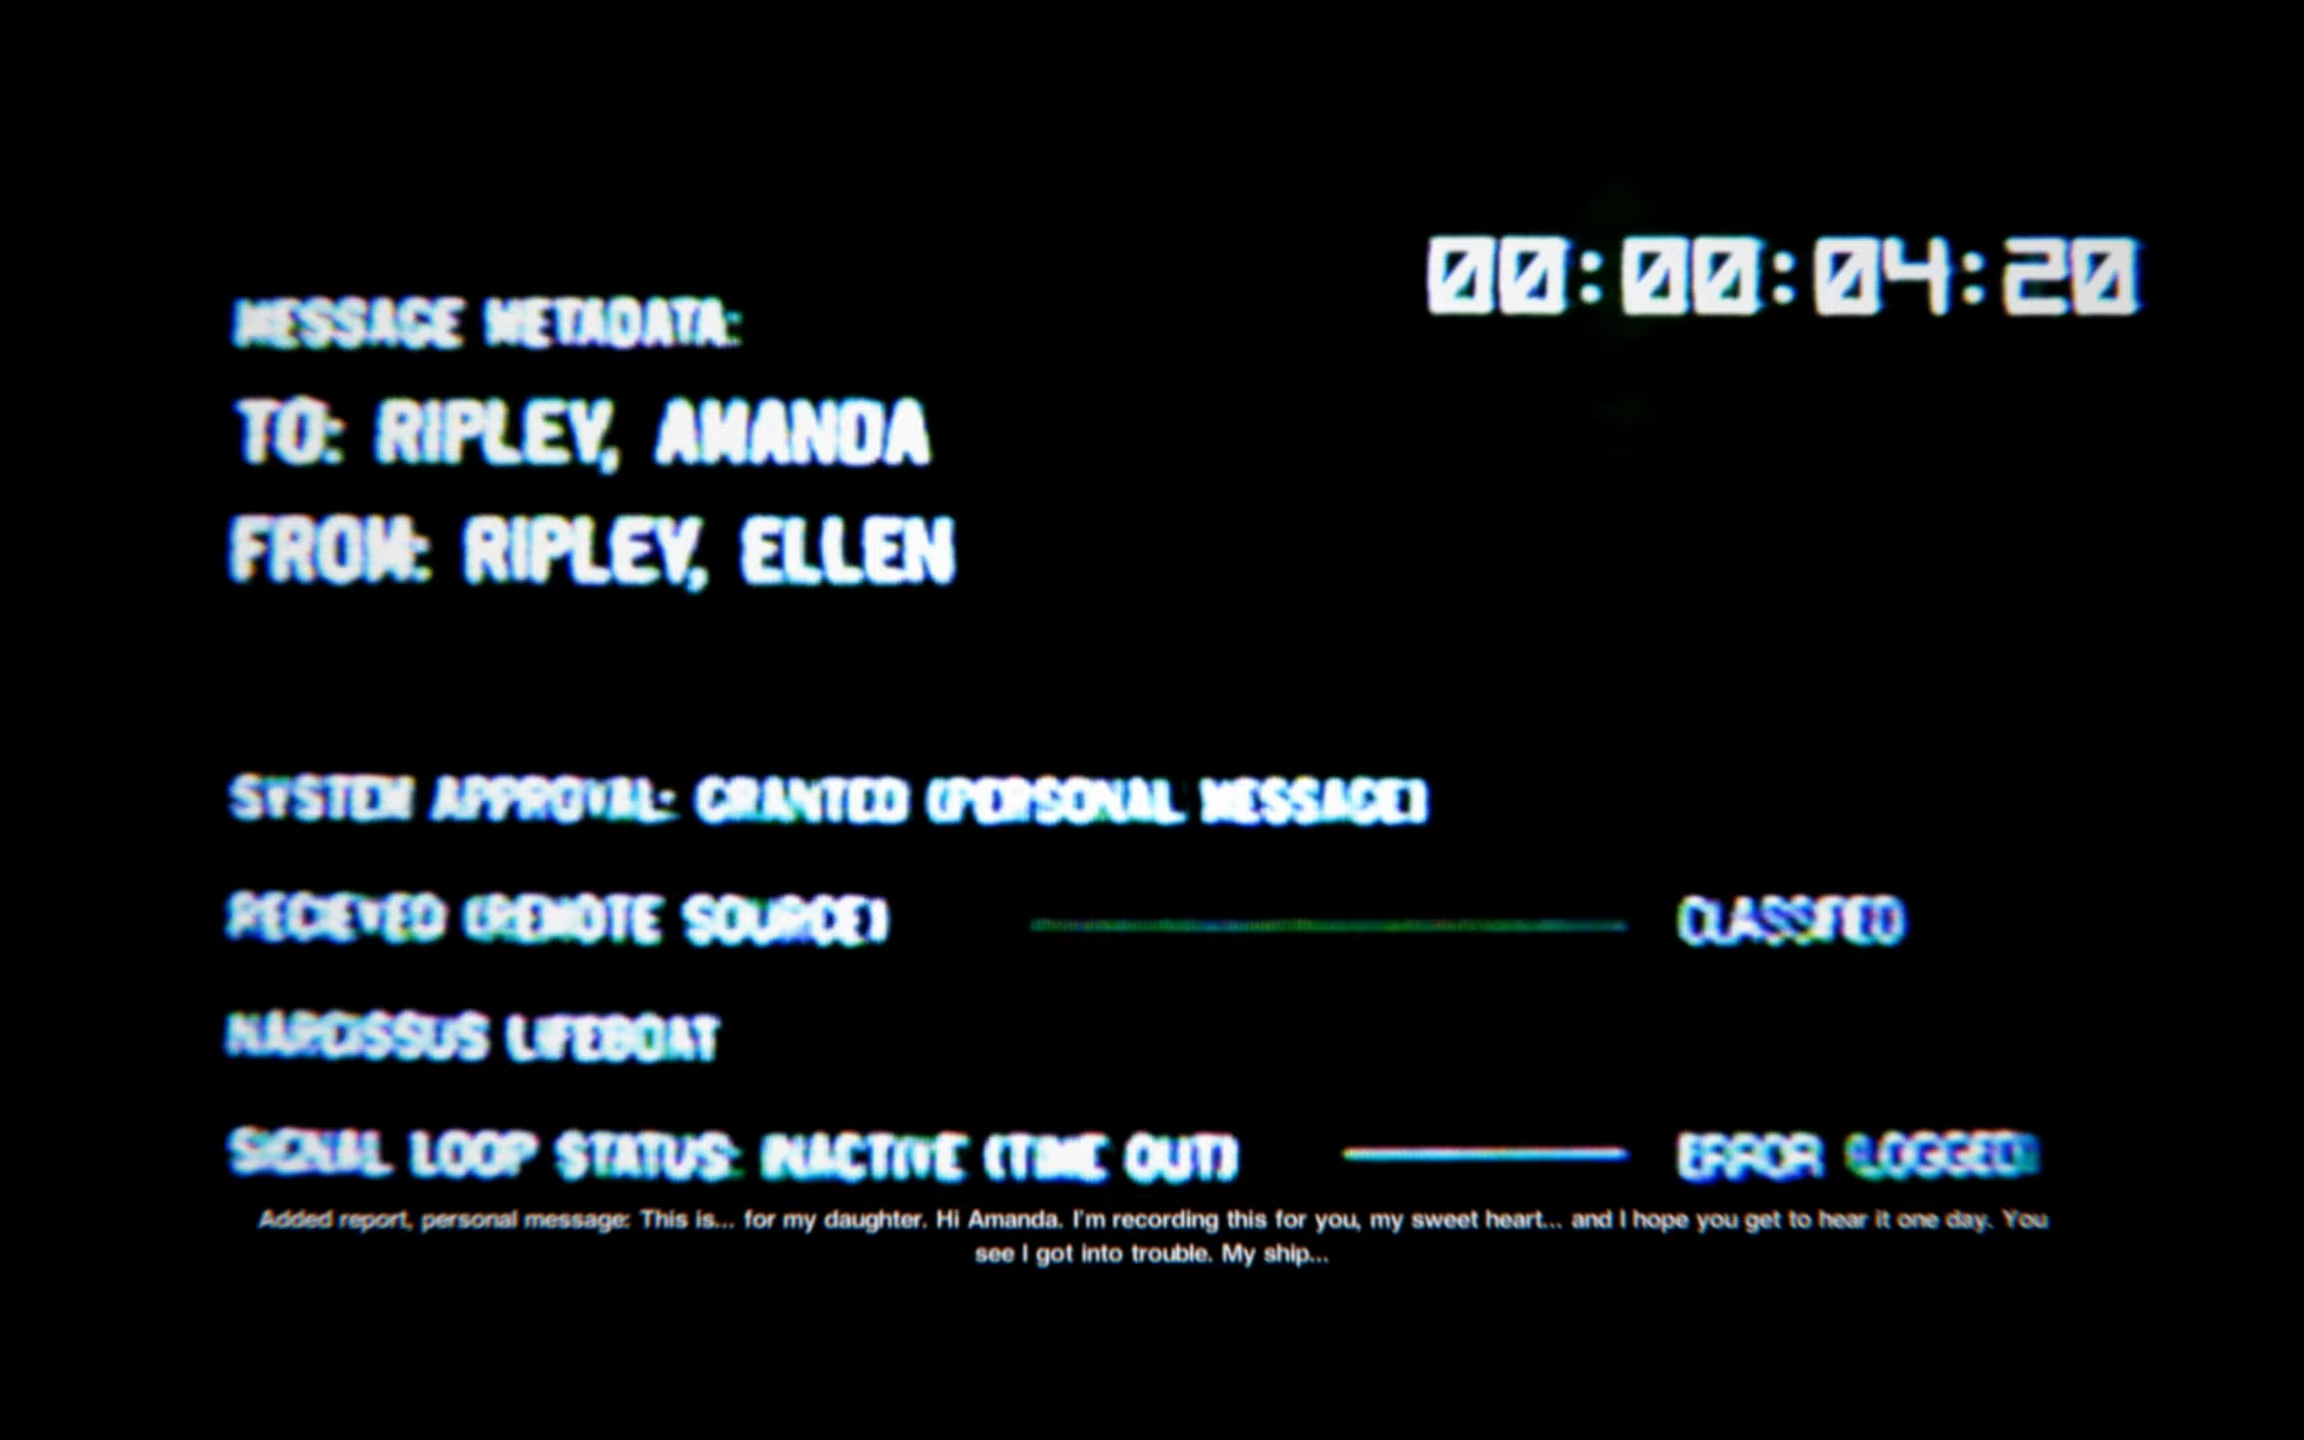 00:00:04:20
MESSAGE METADATA:
TO: RIPLEY, AMANDA
FROM: RIPLEY, ELLEN
SYSTEM APPROVAL: GRANTED (PERSONAL MESSAGE)
RECIEVED (REMOTE SOURCE) CLASSIFIED
NARCISSUS LIFEBOAT
SIGNAL LOOP STATUS: INACTIVE (TIME OUT) ERROR (LOGGED)
Added report, personal message: This is... for my daughter. Hi Amanda. I'm recording this for you, my sweet heart... and I hope you get to hear it one day. You
see I got into trouble. My ship...